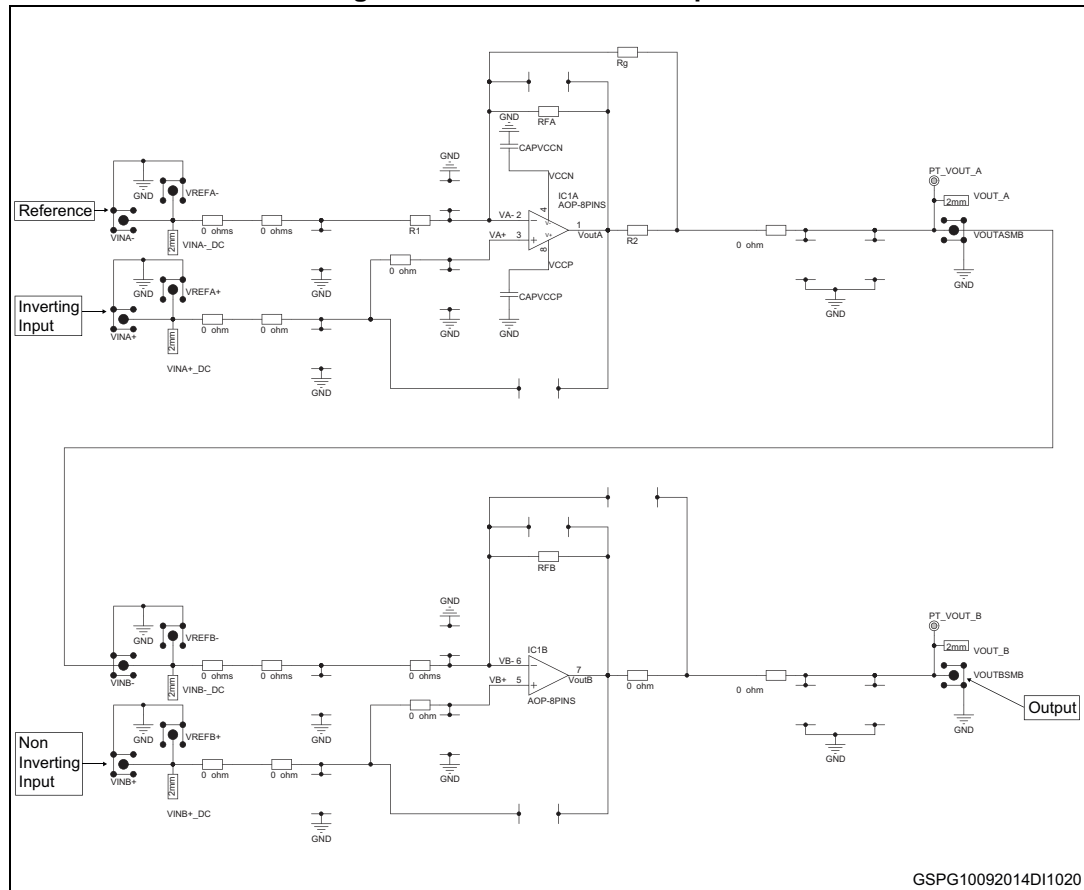 Rg
RFA
GND
CAPVCCN
GND
VCCN
IC1A
AOP-8PINS
4
V-
VA- 2
VA+ 3
1
VoutA
V+
8
VCCP
CAPVCCP
GND
GND
Reference
GND
VREFA-
VINA-
2mm
VINA-_DC
0 ohms
0 ohms
R1
GND
R2
0 ohm
GND
PT_VOUT_A
VOUT_A
2mm
VOUTASMB
GND
Inverting
Input
GND
VREFA+
VINA+
2mm
VINA+_DC
0 ohm
0 ohm
0 ohm
GND
RFB
GND
GND
VREFB-
VINB-
2mm
VINB-_DC
0 ohms
0 ohms
0 ohms
GND
IC1B
VB- 6
VB+ 5
7
VoutB
AOP-8PINS
0 ohm
0 ohm
GND
PT_VOUT_B
VOUT_B
2mm
VOUTBSMB
GND
Output
Non
Inverting
Input
GND
VREFB+
VINB+
2mm
VINB+_DC
0 ohm
0 ohm
0 ohm
GND
GND
GSPG10092014DI1020